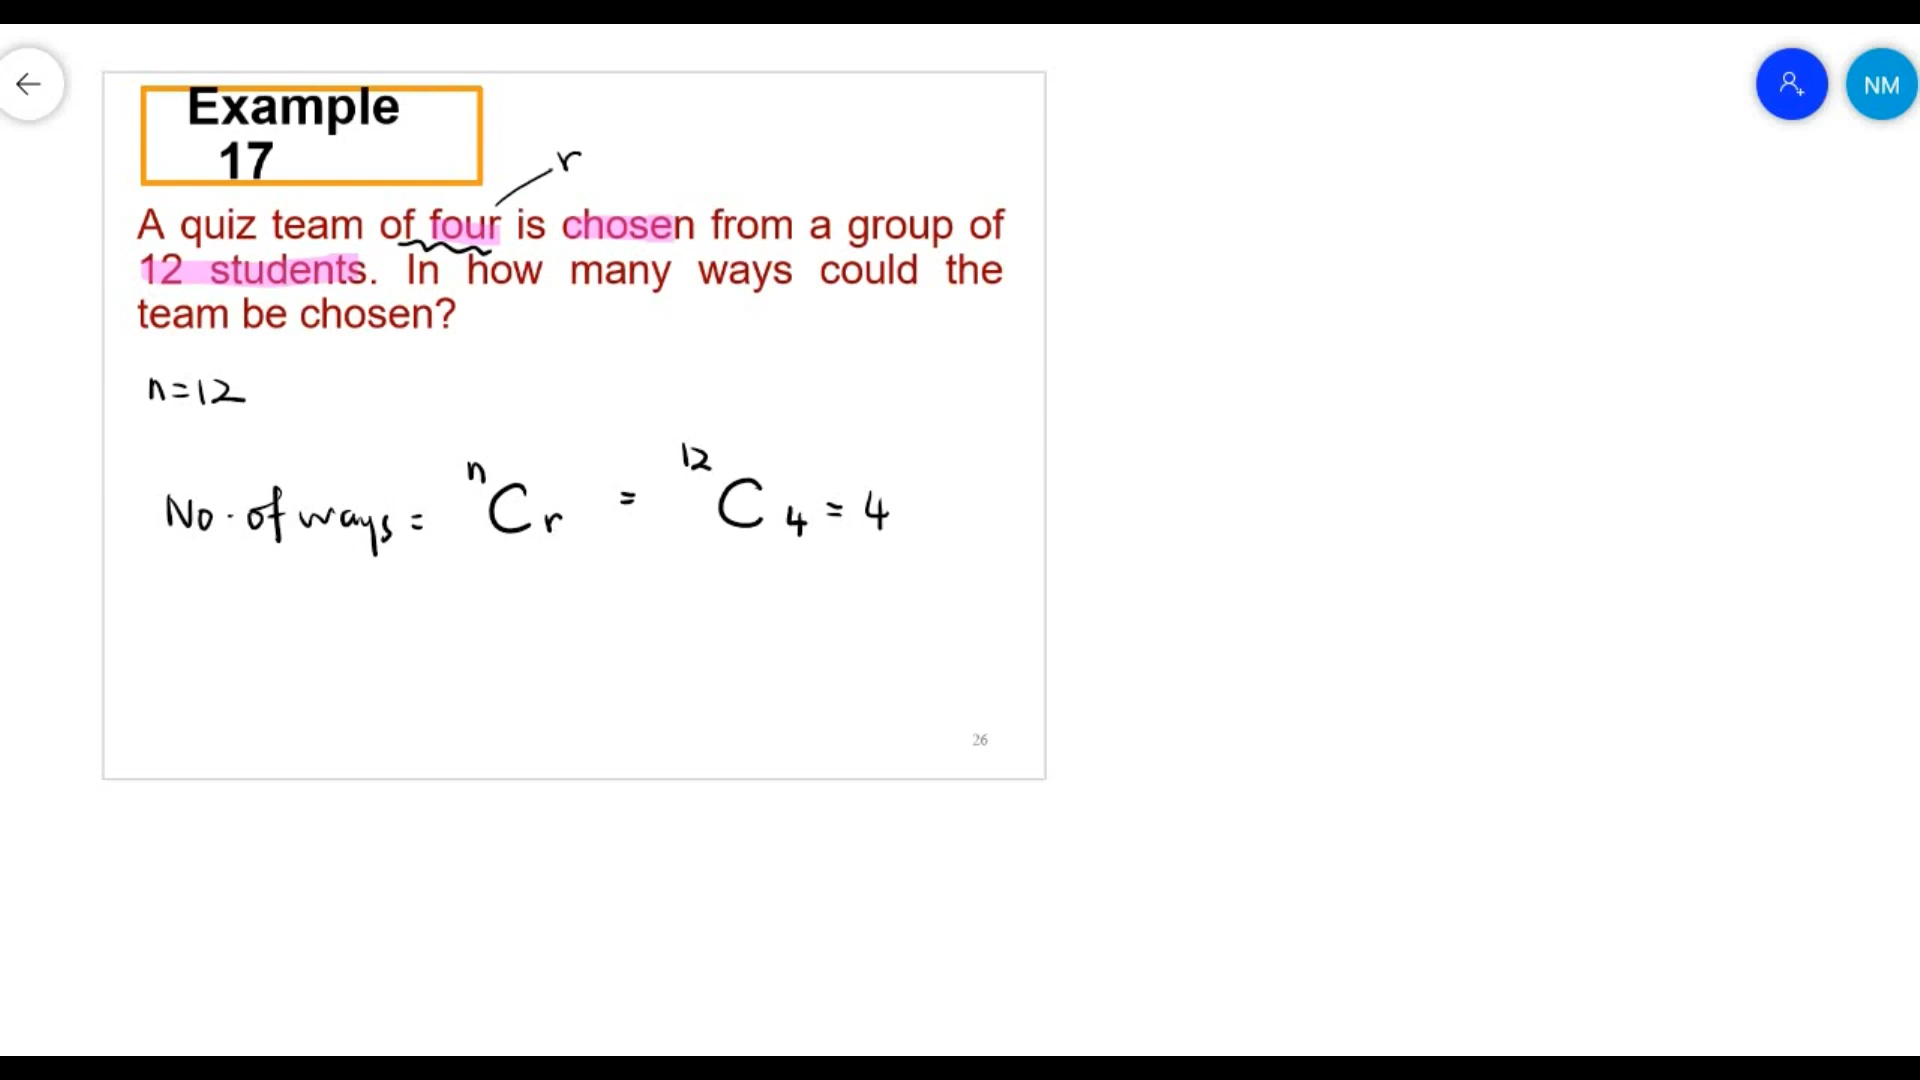 NM
Example
17
r
A quiz team of four is chosen from a group of
12 students. In how many ways could the
team be chosen?
n=12
No. of ways = ⁿCᵣ = ¹²C₄ = 4
26